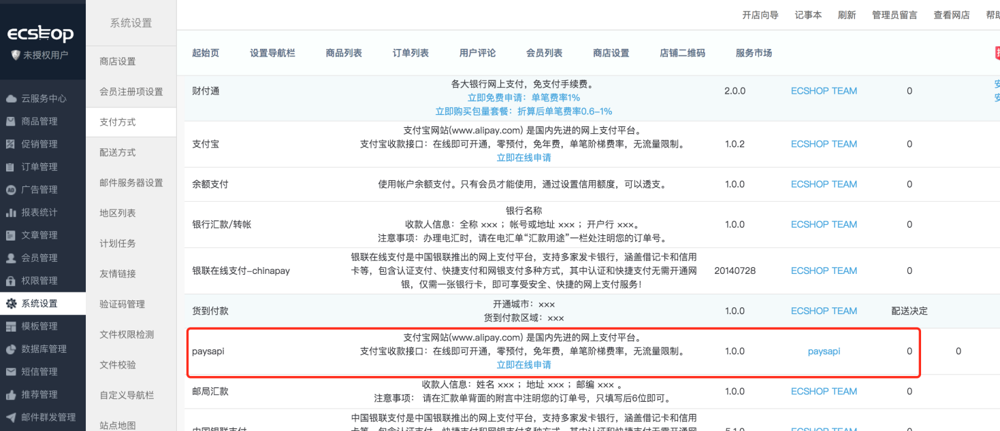 ecshop
未授权用户
云服务中心
商品管理
促销管理
订单管理
广告管理
报表统计
文章管理
会员管理
权限管理
系统设置
模板管理
数据库管理
短信管理
推荐管理
邮件群发管理
系统设置
商店设置
会员注册项设置
支付方式
配送方式
邮件服务器设置
地区列表
计划任务
友情链接
验证码管理
文件权限检测
文件校验
自定义导航栏
站点地图
开店向导 记事本 刷新 管理员留言 查看网店 帮助
起始页 设置导航栏 商品列表 订单列表 用户评论 会员列表 商店设置 店铺二维码 服务市场
各大银行网上支付，免支付手续费。
财付通 立即免费申请：单笔费率1% 2.0.0 ECSHOP TEAM 0
立即购买包量套餐：折算后单笔费率0.6-1%
支付宝网站(www.alipay.com) 是国内先进的网上支付平台。
支付宝 支付宝收款接口：在线即可开通，零预付，免年费，单笔阶梯费率，无流量限制。 1.0.2 ECSHOP TEAM 0
立即在线申请
余额支付 使用帐户余额支付。只有会员才能使用，通过设置信用额度，可以透支。 1.0.0 ECSHOP TEAM 0
银行名称
银行汇款/转帐 收款人信息：全称 ××× ；帐号或地址 ××× ；开户行 ×××。 1.0.0 ECSHOP TEAM 0
注意事项：办理电汇时，请在电汇单“汇款用途”一栏处注明您的订单号。
银联在线支付是中国银联推出的网上支付平台，支持多家发卡银行，涵盖借记卡和信用
银联在线支付-chinapay 卡等，包含认证支付、快捷支付和网银支付多种方式，其中认证和快捷支付无需开通网 20140728 ECSHOP TEAM 0
银，仅需一张银行卡，即可享受安全、快捷的网上支付服务！
开通城市：×××
货到付款 1.0.0 ECSHOP TEAM 配送决定
货到付款区域：×××
支付宝网站(www.alipay.com) 是国内先进的网上支付平台。
paysapi 支付宝收款接口：在线即可开通，零预付，免年费，单笔阶梯费率，无流量限制。 1.0.0 paysapi 0 0
立即在线申请
收款人信息：姓名 ××× ；地址 ××× ；邮编 ××× 。
邮局汇款 1.0.0 ECSHOP TEAM 0
注意事项： 请在汇款单背面的附言中注明您的订单号，只填写后6位即可。
中国银联支付是中国银联推出的网上支付平台，支持多家发卡银行，涵盖借记卡和信用
中国银联支付 卡等，包含认证支付、快捷支付和网银支付多种方式，其中认证和快捷支付无需开通网 5.1.0 ECSHOP TEAM 0